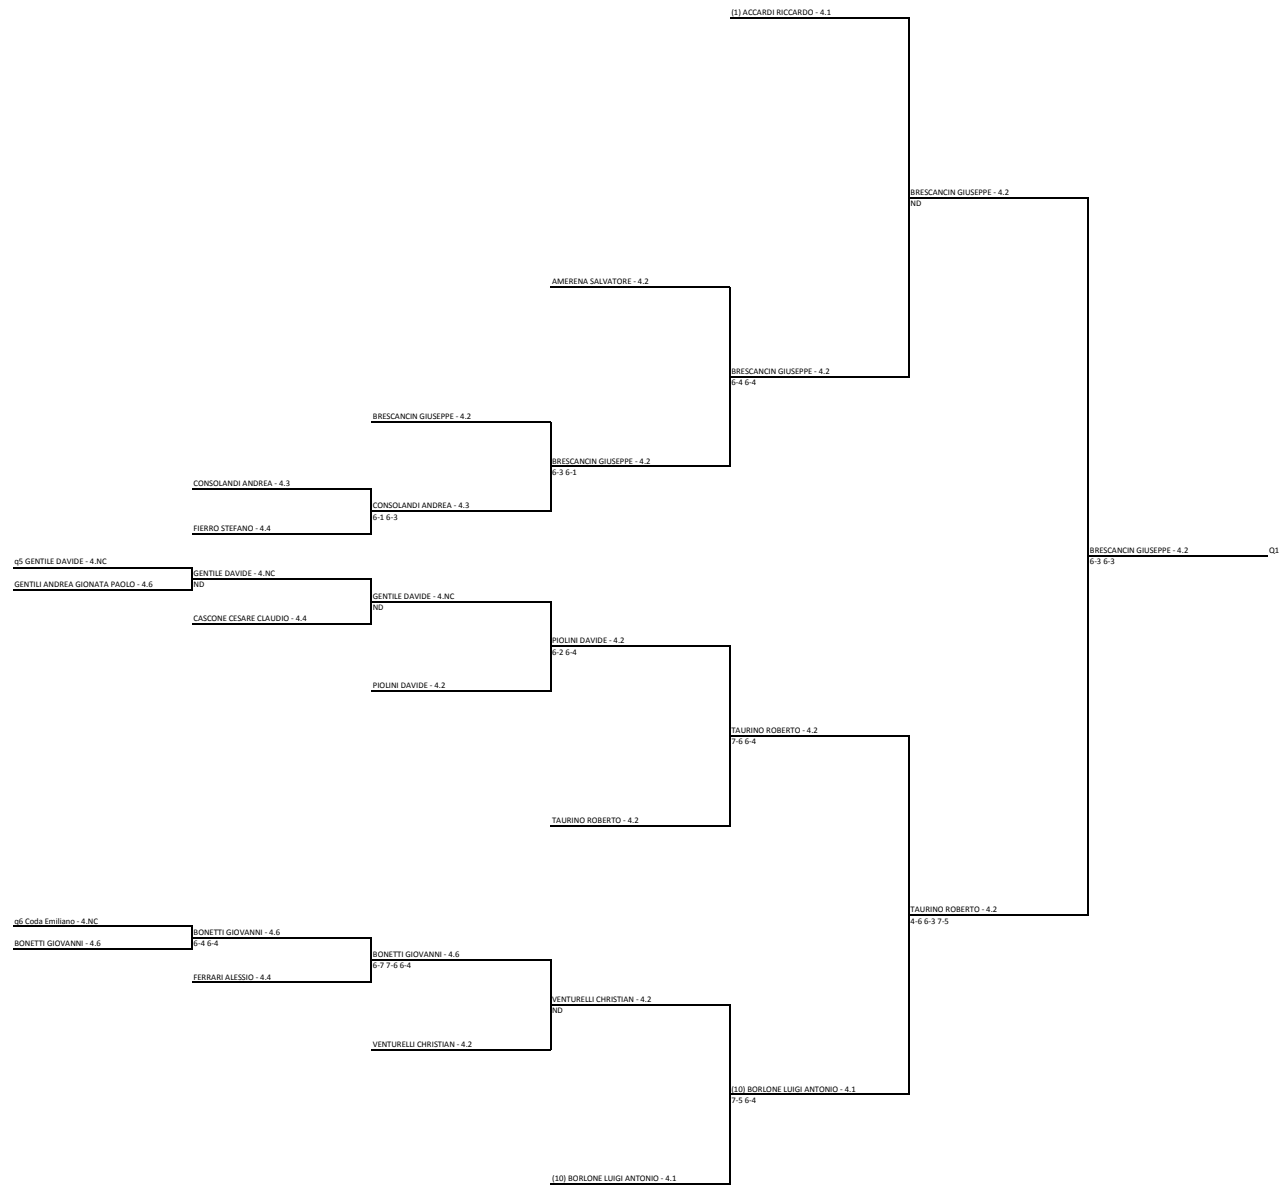 (1) ACCARDI RICCARDO - 4.1
BRESCANCIN GIUSEPPE - 4.2
ND
AMERENA SALVATORE - 4.2
BRESCANCIN GIUSEPPE - 4.2
6-4 6-4
BRESCANCIN GIUSEPPE - 4.2
BRESCANCIN GIUSEPPE - 4.2
6-3 6-1
CONSOLANDI ANDREA - 4.3
CONSOLANDI ANDREA - 4.3
6-1 6-3
FIERRO STEFANO - 4.4
BRESCANCIN GIUSEPPE - 4.2
Q1
6-3 6-3
q5 GENTILE DAVIDE - 4.NC
GENTILE DAVIDE - 4.NC
ND
GENTILI ANDREA GIONATA PAOLO - 4.6
GENTILE DAVIDE - 4.NC
ND
CASCONE CESARE CLAUDIO - 4.4
PIOLINI DAVIDE - 4.2
6-2 6-4
PIOLINI DAVIDE - 4.2
TAURINO ROBERTO - 4.2
7-6 6-4
TAURINO ROBERTO - 4.2
TAURINO ROBERTO - 4.2
4-6 6-3 7-5
q6 Coda Emiliano - 4.NC
BONETTI GIOVANNI - 4.6
6-4 6-4
BONETTI GIOVANNI - 4.6
BONETTI GIOVANNI - 4.6
6-7 7-6 6-4
FERRARI ALESSIO - 4.4
VENTURELLI CHRISTIAN - 4.2
ND
VENTURELLI CHRISTIAN - 4.2
(10) BORLONE LUIGI ANTONIO - 4.1
7-5 6-4
(10) BORLONE LUIGI ANTONIO - 4.1